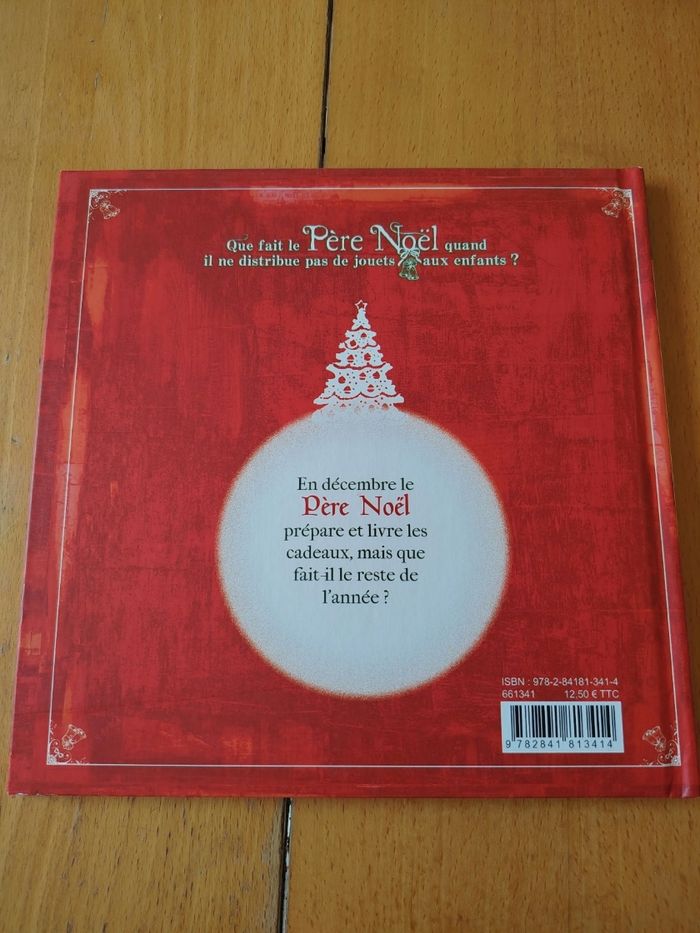 Que fait le Père Noël quand
il ne distribue pas de jouets aux enfants ?
En décembre le
Père Noël
prépare et livre les
cadeaux, mais que
fait-il le reste de
l'année ?
ISBN : 978-2-84181-341-4
661341 12,50 € TTC
9 782841 813414